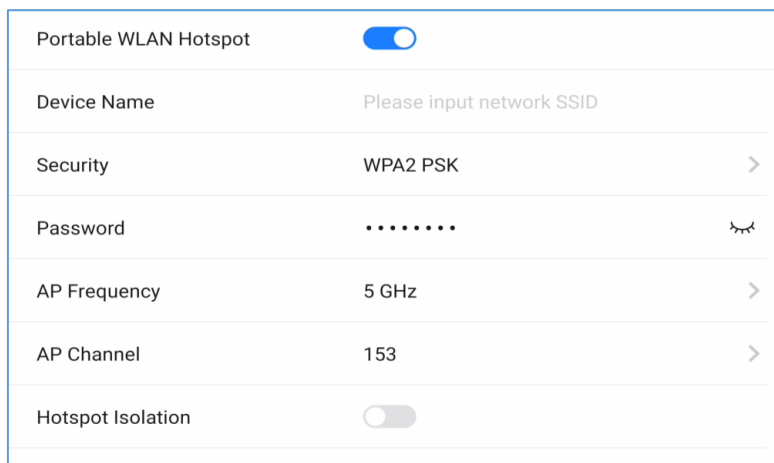 Portable WLAN Hotspot
Device Name Please input network SSID
Security WPA2 PSK
Password ••••••••
AP Frequency 5 GHz
AP Channel 153
Hotspot Isolation